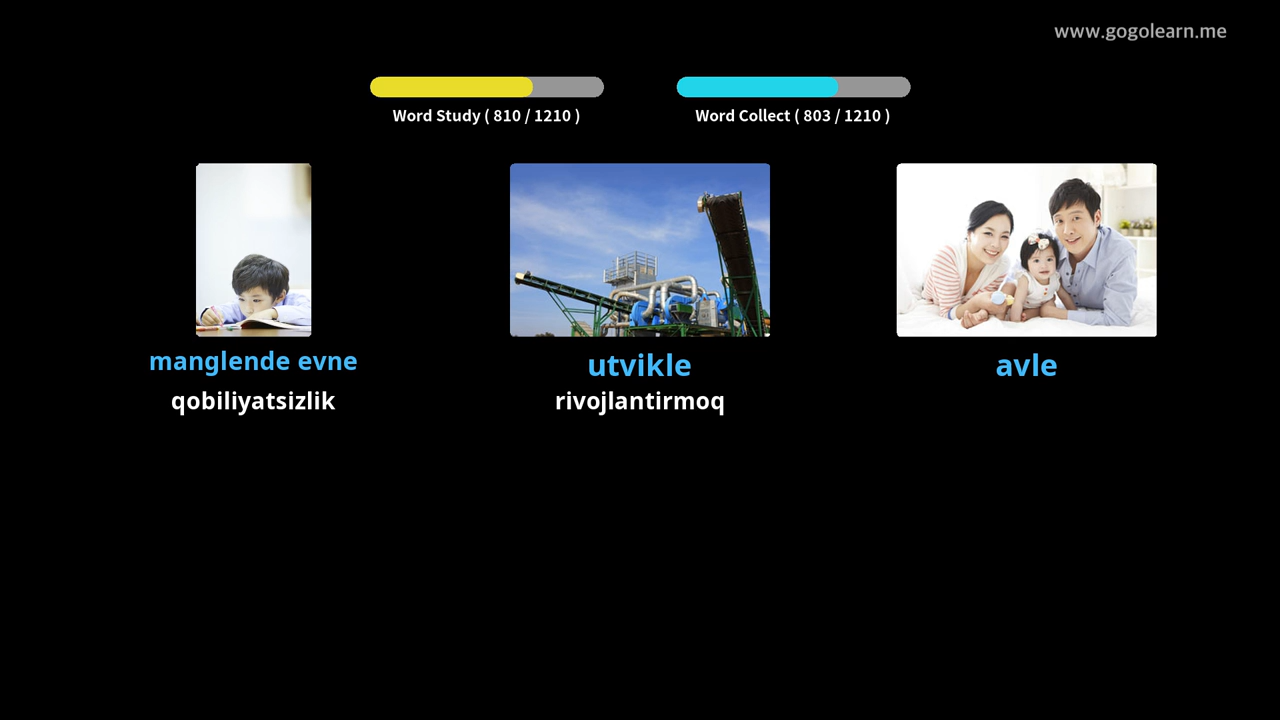 www.gogolearn.me
Word Study ( 810 / 1210 )
Word Collect ( 803 / 1210 )
manglende evne
qobiliyatsizlik
utvikle
rivojlantirmoq
avle